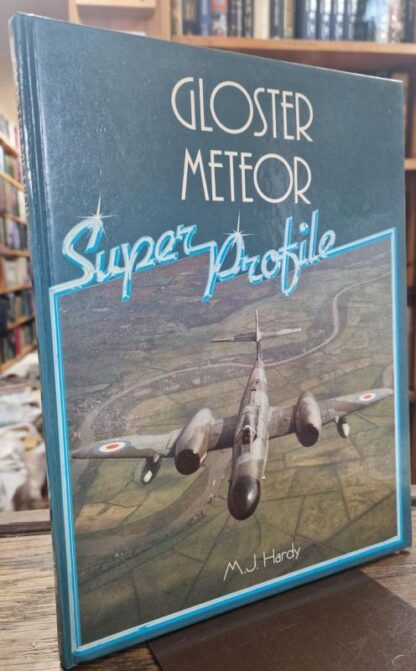 GLOSTER
METEOR
Super Profile
M.J. Hardy